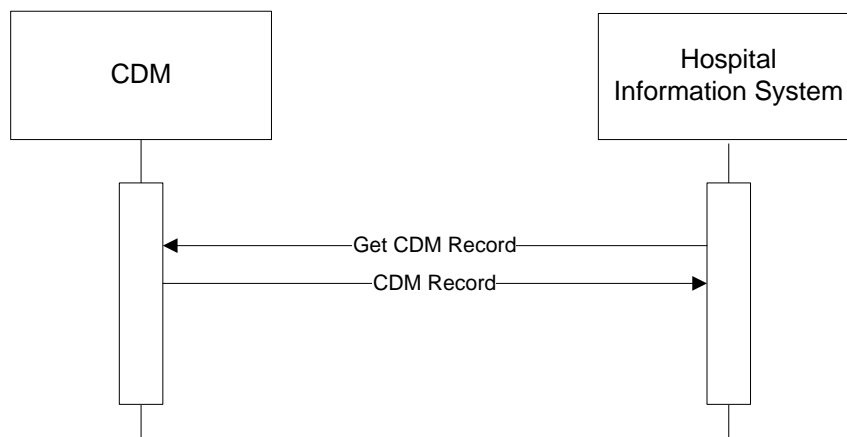 CDM
Hospital
Information System
Get CDM Record
CDM Record